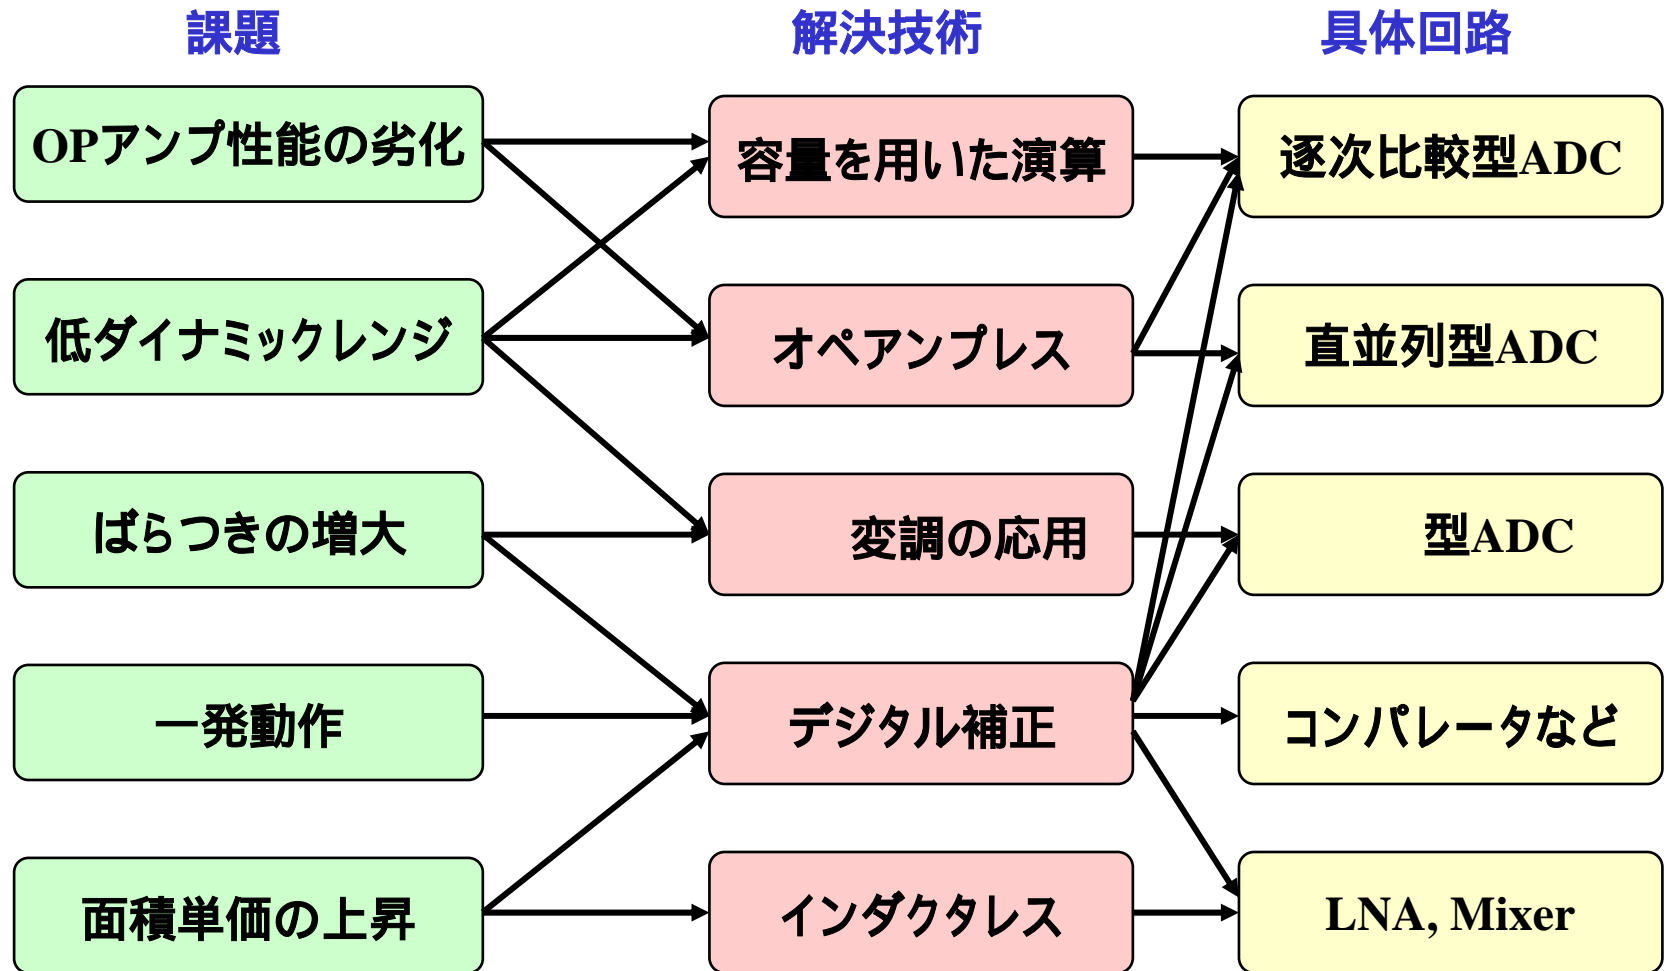 課題 解決技術 具体回路
OPアンプ性能の劣化 容量を用いた演算 逐次比較型ADC
低ダイナミックレンジ オペアンプレス 直並列型ADC
ばらつきの増大 変調の応用 型ADC
一発動作 デジタル補正 コンパレータなど
面積単価の上昇 インダクタレス LNA, Mixer